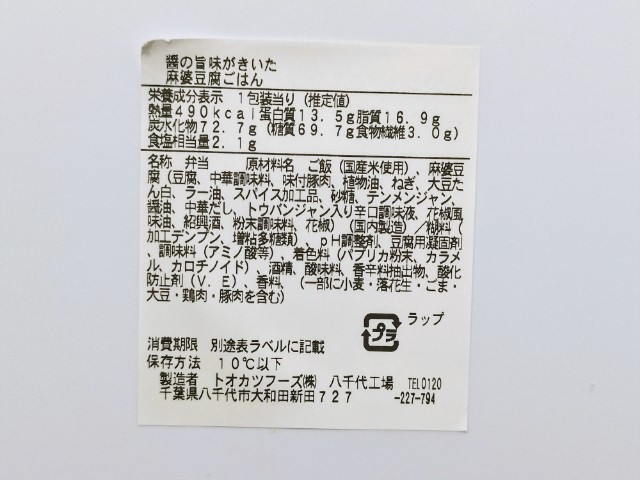 醤の旨味がきいた
麻婆豆腐ごはん
栄養成分表示 1包装当り (推定値)
熱量490kcal蛋白質13.5g脂質16.9g
炭水化物72.7g(糖質69.7g食物繊維3.0g)
食塩相当量2.1g
名称 弁当 原材料名 ご飯(国産米使用)、麻婆豆
腐(豆腐、中華調味料、味付豚肉、植物油、ねぎ、大豆た
ん白、ラー油、スパイス加工品、砂糖、テンメンジャン、
醤油、中華だし、トウバンジャン入り辛口調味液、花椒風
味油、紹興酒、粉末調味料、花椒)(国内製造)/糊料(
加工デンプン、増粘多糖類)、pH調整剤、豆腐用凝固剤
、調味料(アミノ酸等)、着色料(パプリカ粉末、カラメ
ル、カロチノイド)、酒精、酸味料、香辛料抽出物、酸化
防止剤(V.E)、香料、(一部に小麦・落花生・ごま・
大豆・鶏肉・豚肉を含む)
プラ ラップ
消費期限 別途表ラベルに記載
保存方法 10℃以下
製造者 トオカツフーズ㈱ 八千代工場 TEL0120
千葉県八千代市大和田新田727 -227-794